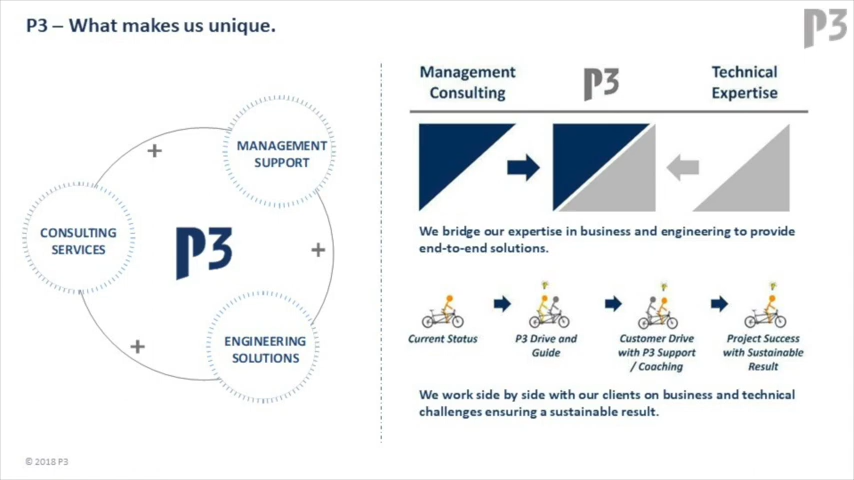 P3 – What makes us unique.
P3
MANAGEMENT
SUPPORT
+
CONSULTING
SERVICES
P3
+
ENGINEERING
SOLUTIONS
+
Management
Consulting
P3
Technical
Expertise
We bridge our expertise in business and engineering to provide
end-to-end solutions.
Current Status
P3 Drive and
Guide
Customer Drive
with P3 Support
/ Coaching
Project Success
with Sustainable
Result
We work side by side with our clients on business and technical
challenges ensuring a sustainable result.
© 2018 P3